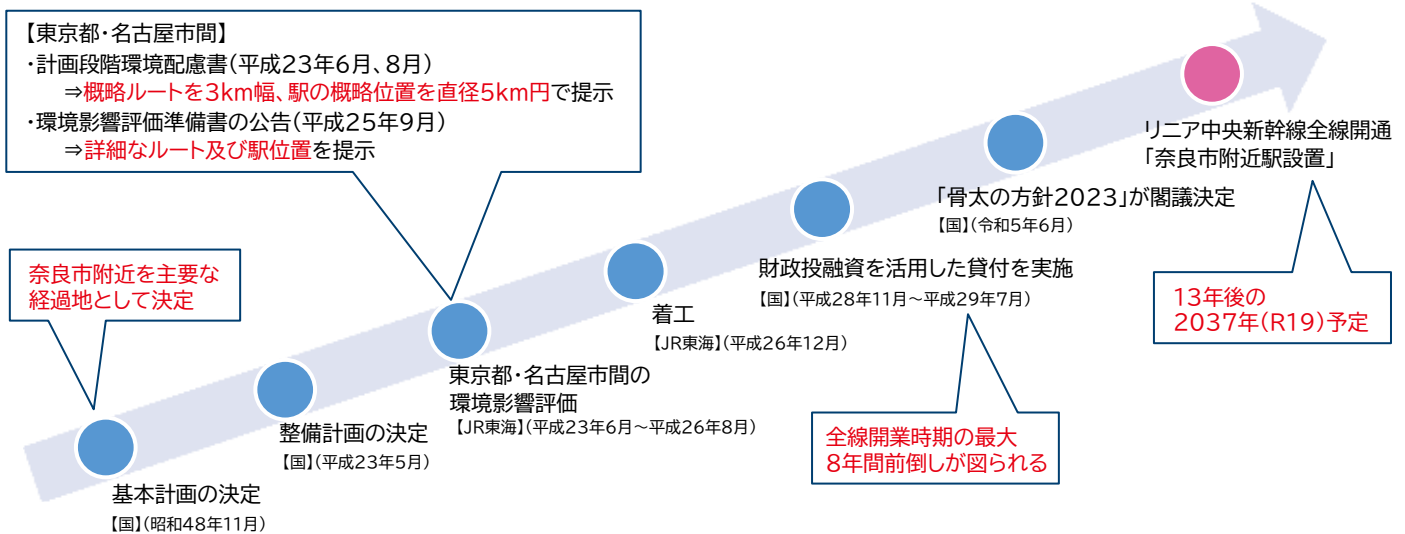 【東京都・名古屋市間】
・計画段階環境配慮書(平成23年6月、8月)
⇒概略ルートを3km幅、駅の概略位置を直径5km円で提示
・環境影響評価準備書の公告(平成25年9月)
⇒詳細なルート及び駅位置を提示
奈良市附近を主要な
経過地として決定
基本計画の決定
【国】(昭和48年11月)
整備計画の決定
【国】(平成23年5月)
東京都・名古屋市間の
環境影響評価
【JR東海】(平成23年6月～平成26年8月)
着工
【JR東海】(平成26年12月)
財政投融資を活用した貸付を実施
【国】(平成28年11月～平成29年7月)
全線開業時期の最大
8年間前倒しが図られる
「骨太の方針2023」が閣議決定
【国】(令和5年6月)
リニア中央新幹線全線開通
「奈良市附近駅設置」
13年後の
2037年(R19)予定